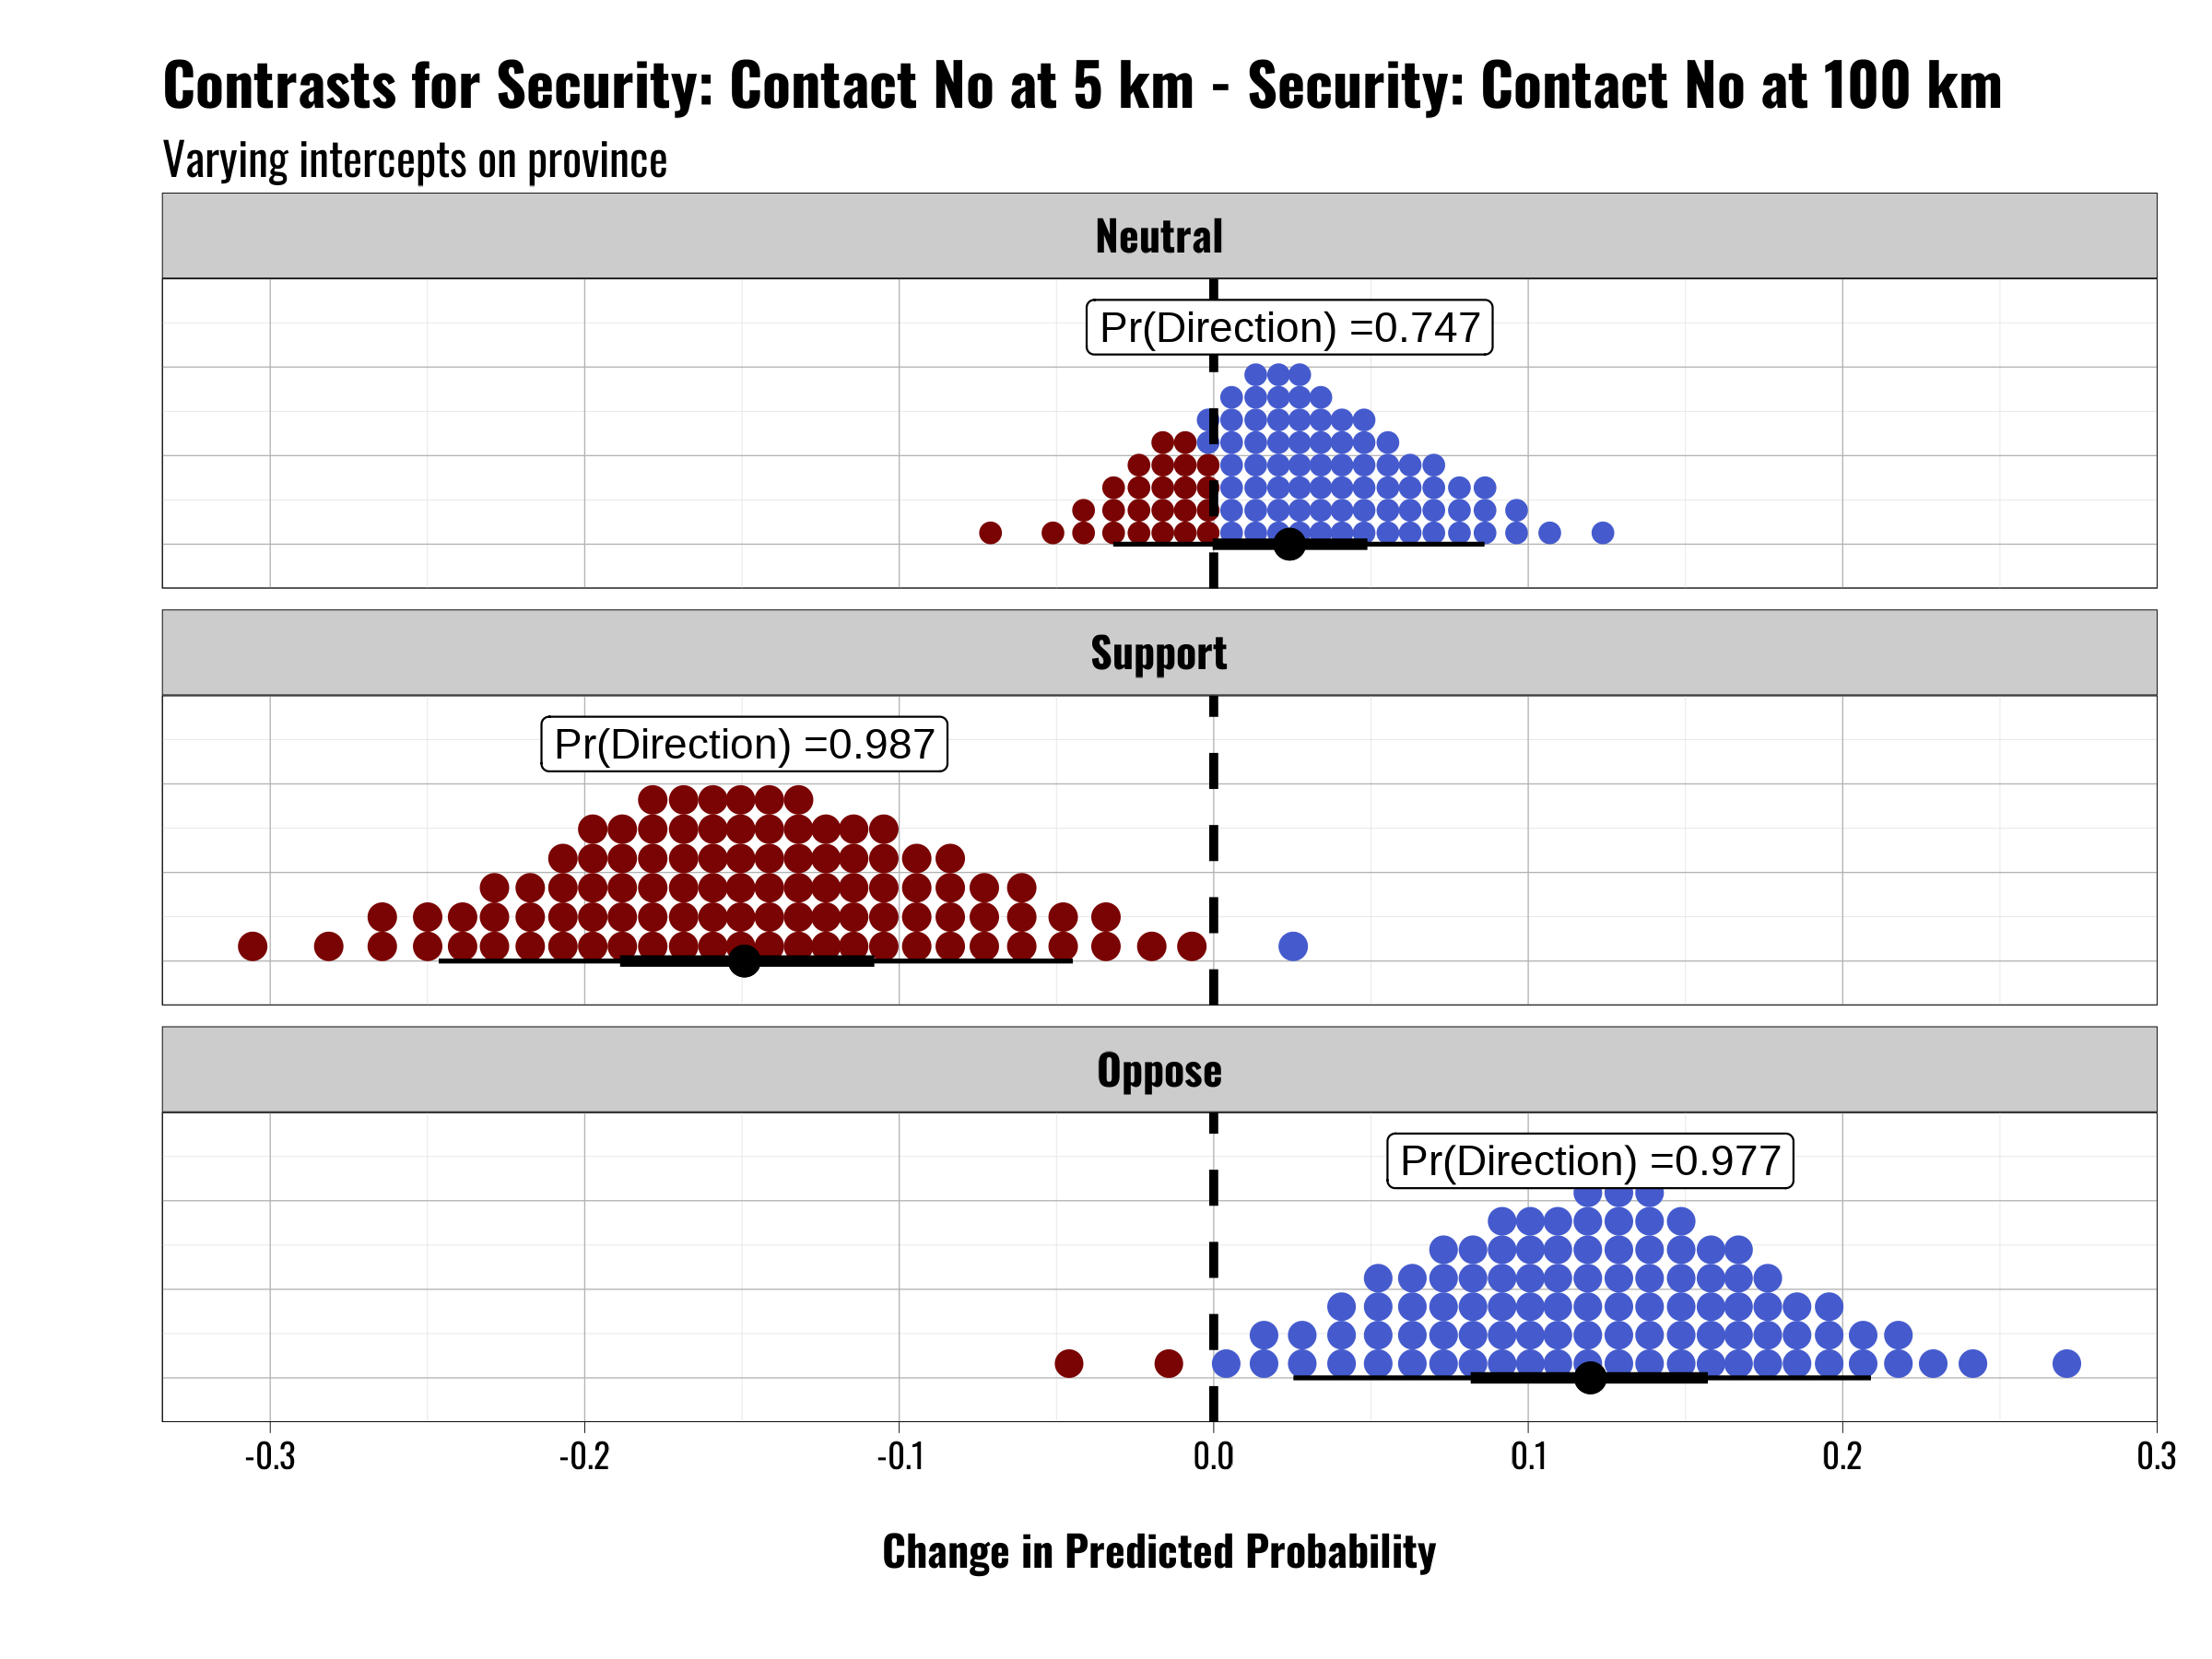 Contrasts for Security: Contact No at 5 km - Security: Contact No at 100 km
Varying intercepts on province
Neutral
Pr(Direction) =0.747
Support
Pr(Direction) =0.987
Oppose
Pr(Direction) =0.977
-0.3 -0.2 -0.1 0.0 0.1 0.2 0.3
Change in Predicted Probability